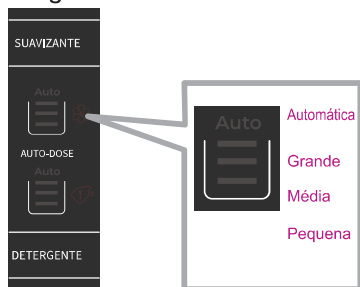 SUAVIZANTE
Auto
AUTO-DOSE
Auto
DETERGENTE
Auto
Automática
Grande
Média
Pequena